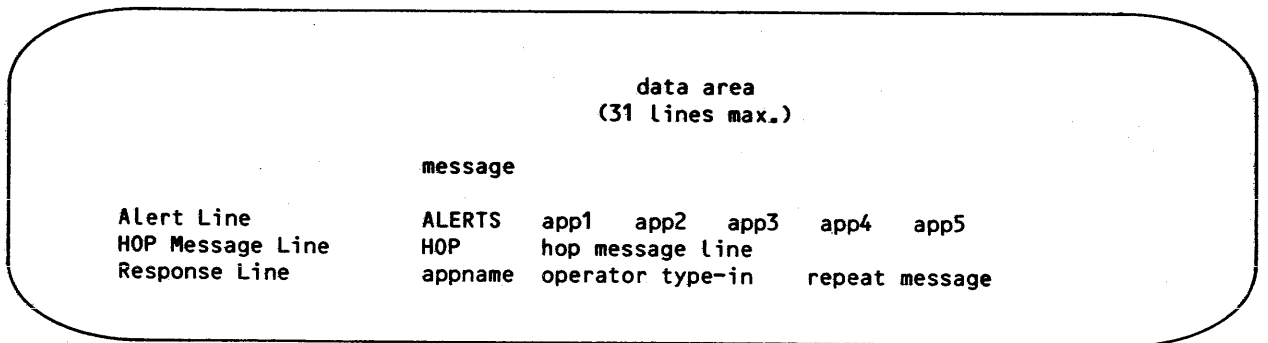 data area
(31 lines max.)
message
Alert Line ALERTS app1 app2 app3 app4 app5
HOP Message Line HOP hop message line
Response Line appname operator type-in repeat message